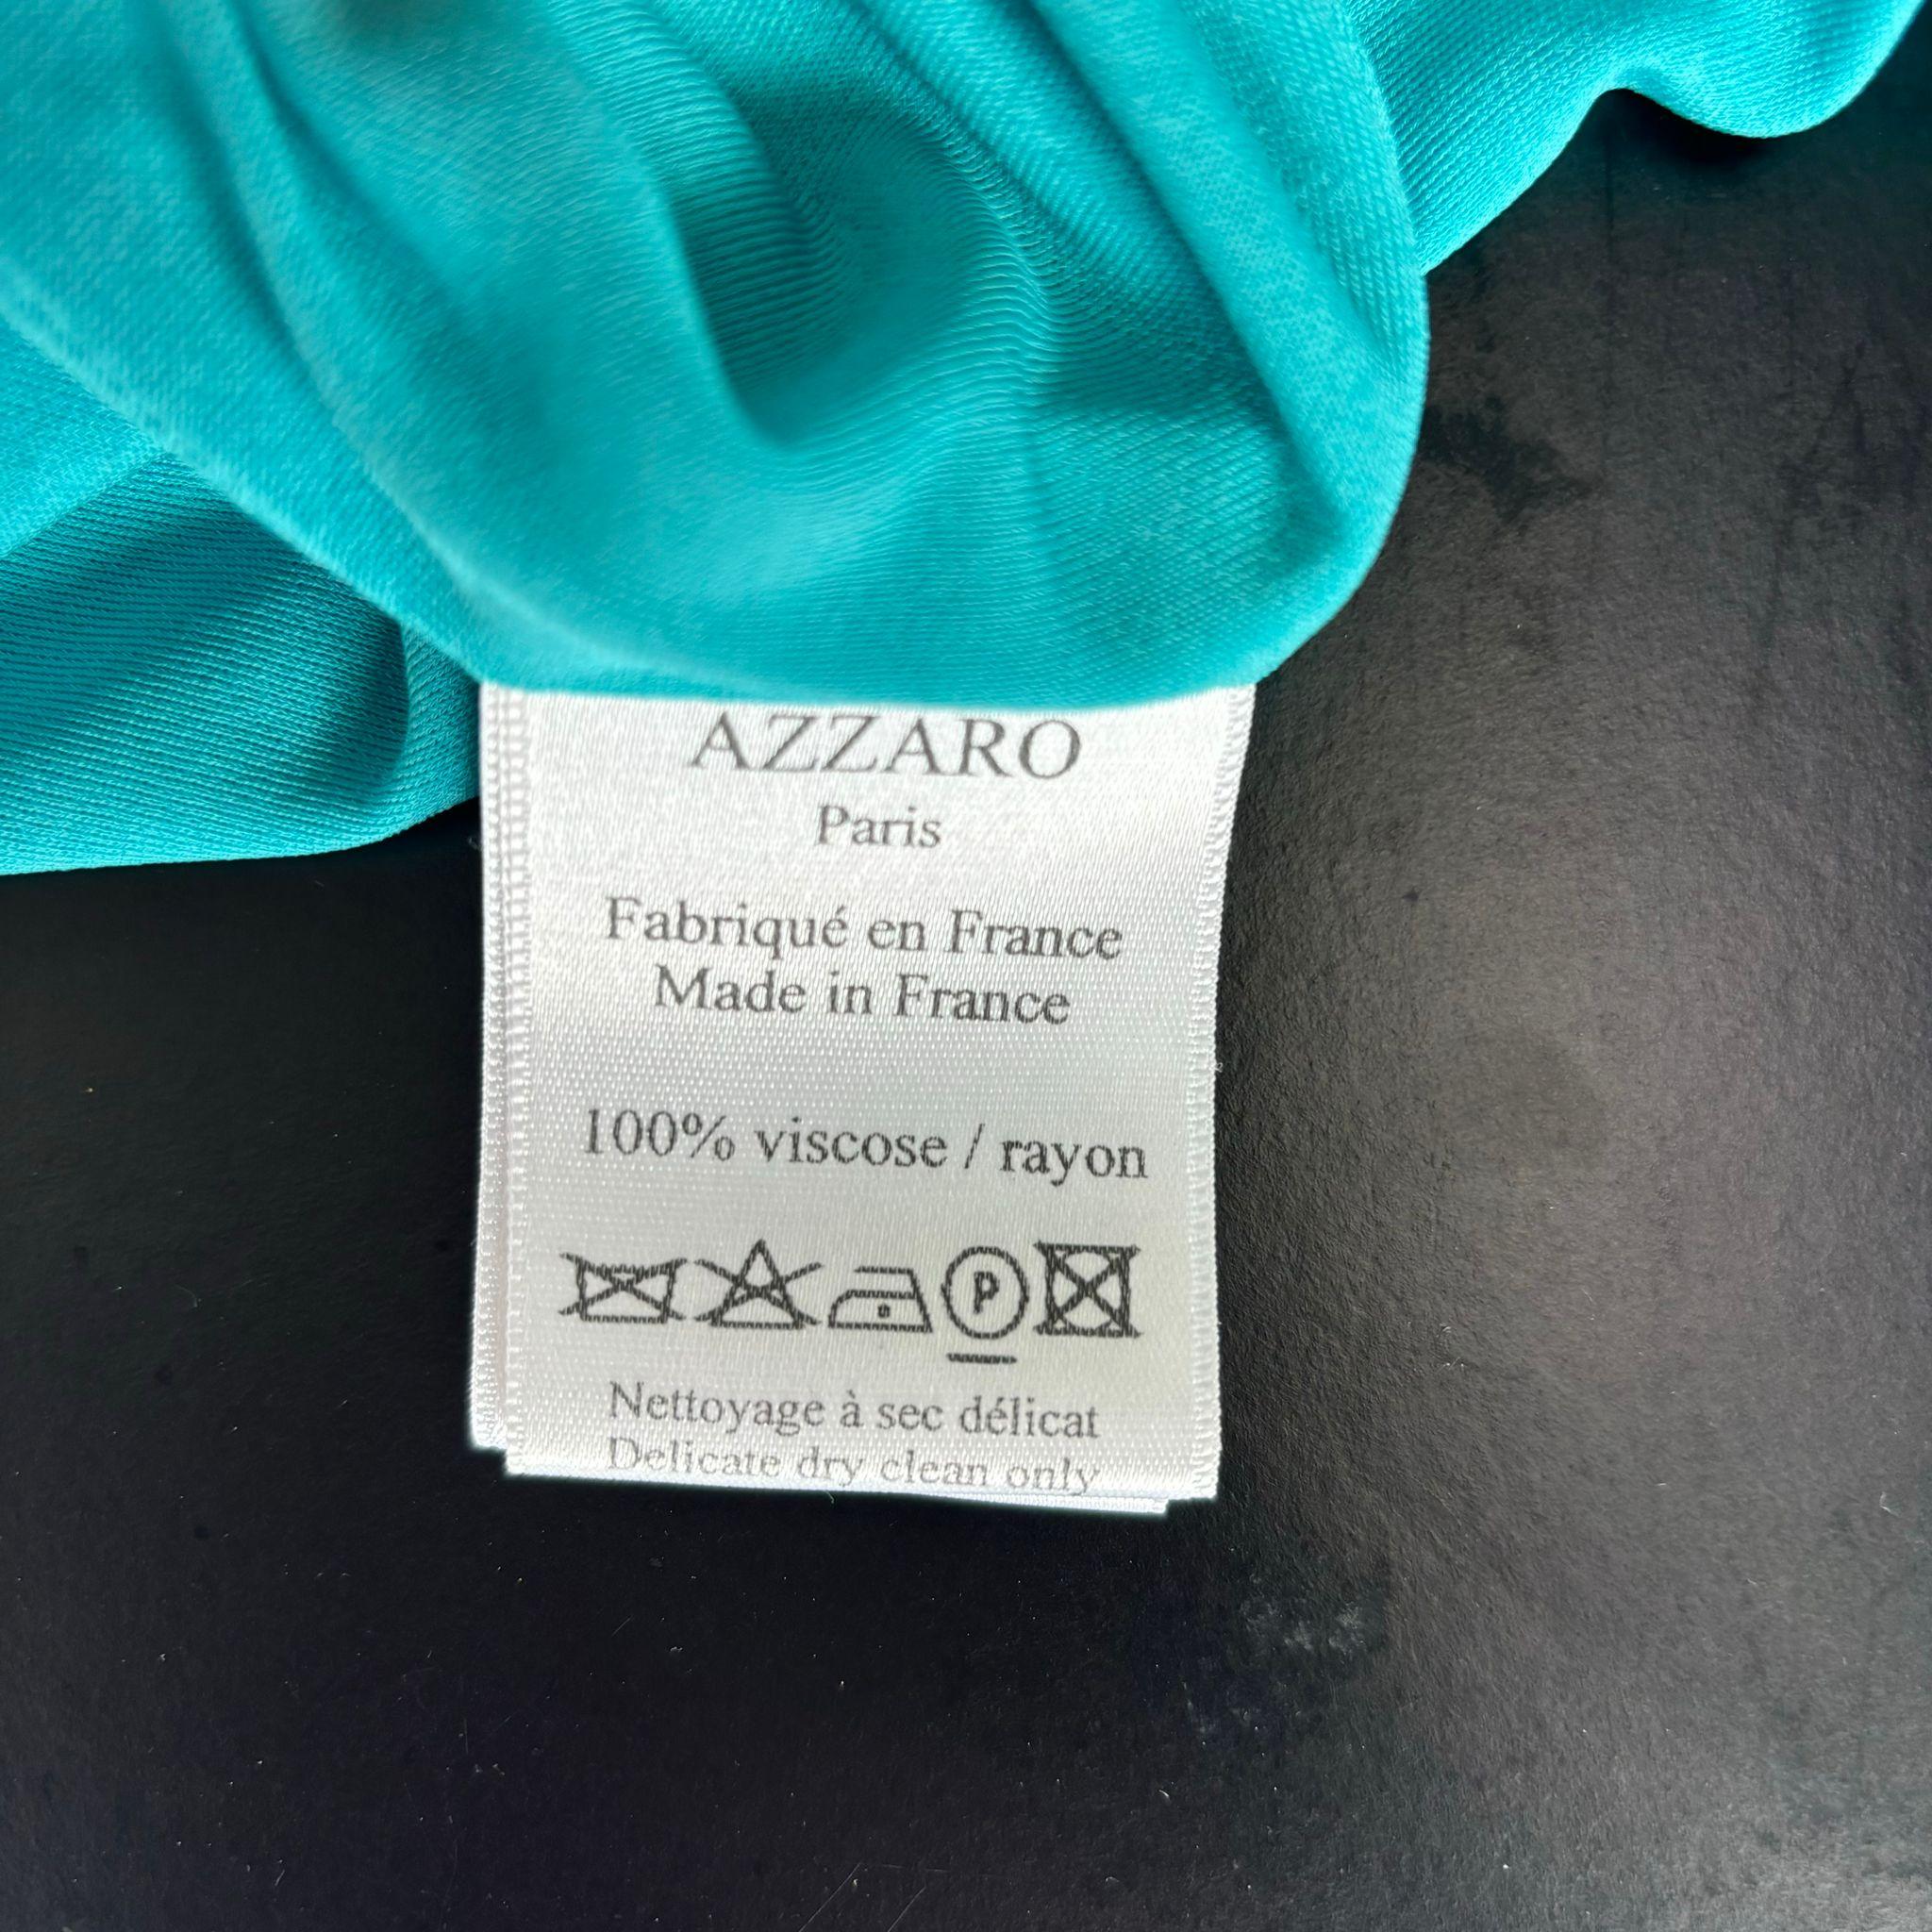 AZZARO
Paris
Fabriqué en France
Made in France
100% viscose / rayon
P
Nettoyage à sec délicat
Delicate dry clean only